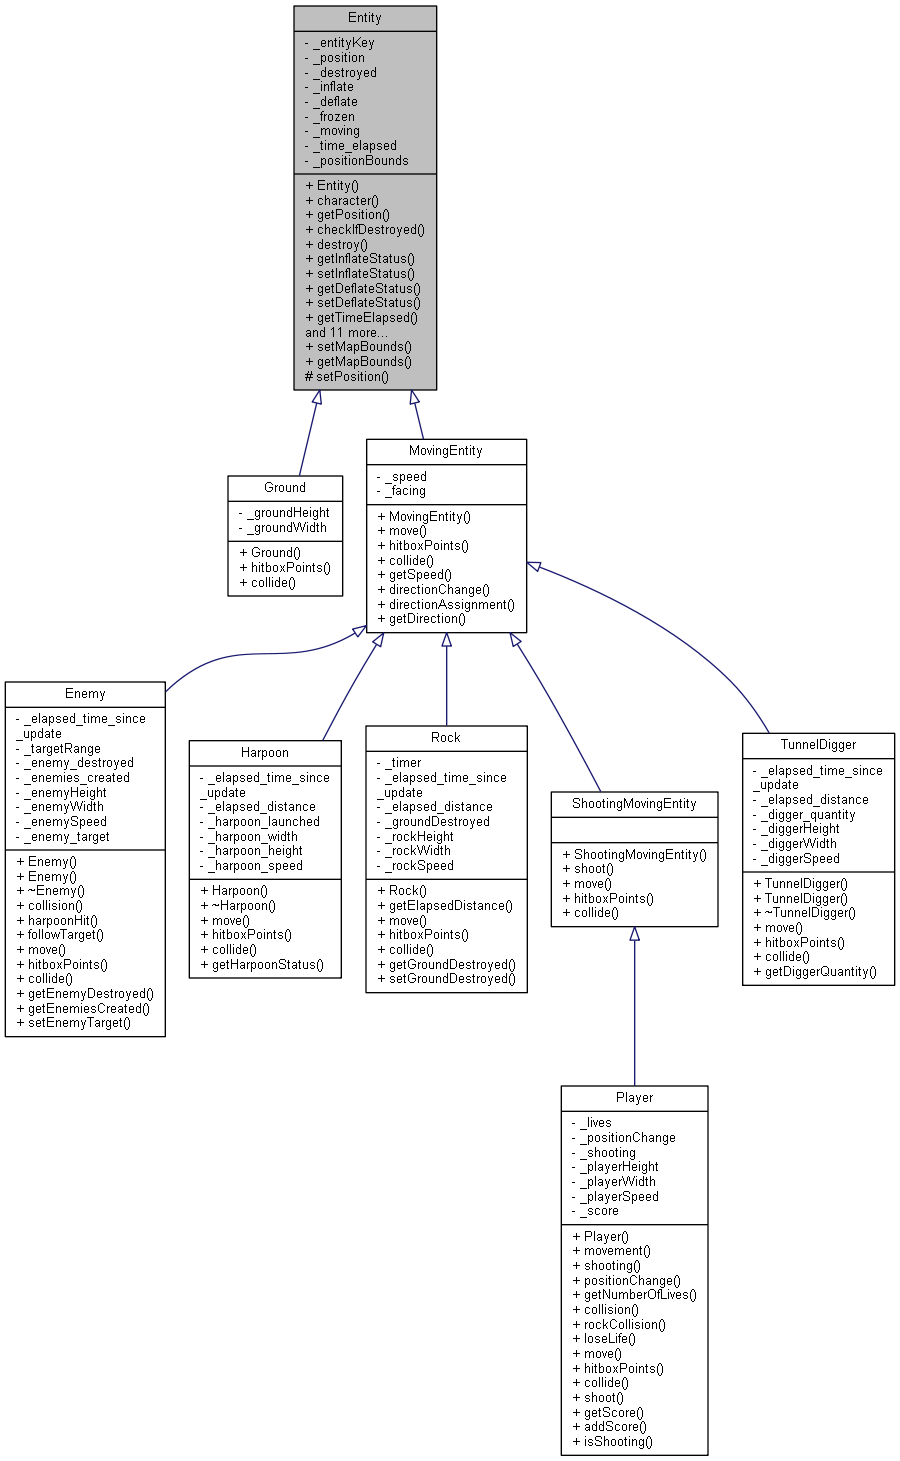 Entity
- _entityKey
- _position
- _destroyed
- _inflate
- _deflate
- _frozen
- _moving
- _time_elapsed
- _positionBounds
+ Entity()
+ character()
+ getPosition()
+ checkIfDestroyed()
+ destroy()
+ getInflateStatus()
+ setInflateStatus()
+ getDeflateStatus()
+ setDeflateStatus()
+ getTimeElapsed()
and 11 more...
+ setMapBounds()
+ getMapBounds()
# setPosition()
Ground
- _groundHeight
- _groundWidth
+ Ground()
+ hitboxPoints()
+ collide()
MovingEntity
- _speed
- _facing
+ MovingEntity()
+ move()
+ hitboxPoints()
+ collide()
+ getSpeed()
+ directionChange()
+ directionAssignment()
+ getDirection()
Enemy
- _elapsed_time_since
_update
- _targetRange
- _enemy_destroyed
- _enemies_created
- _enemyHeight
- _enemyWidth
- _enemySpeed
- _enemy_target
+ Enemy()
+ Enemy()
+ ~Enemy()
+ collision()
+ harpoonHit()
+ followTarget()
+ move()
+ hitboxPoints()
+ collide()
+ getEnemyDestroyed()
+ getEnemiesCreated()
+ setEnemyTarget()
Harpoon
- _elapsed_time_since
_update
- _elapsed_distance
- _harpoon_launched
- _harpoon_width
- _harpoon_height
- _harpoon_speed
+ Harpoon()
+ ~Harpoon()
+ move()
+ hitboxPoints()
+ collide()
+ getHarpoonStatus()
Rock
- _timer
- _elapsed_time_since
_update
- _elapsed_distance
- _groundDestroyed
- _rockHeight
- _rockWidth
- _rockSpeed
+ Rock()
+ getElapsedDistance()
+ move()
+ hitboxPoints()
+ collide()
+ getGroundDestroyed()
+ setGroundDestroyed()
ShootingMovingEntity
+ ShootingMovingEntity()
+ shoot()
+ move()
+ hitboxPoints()
+ collide()
TunnelDigger
- _elapsed_time_since
_update
- _elapsed_distance
- _digger_quantity
- _diggerHeight
- _diggerWidth
- _diggerSpeed
+ TunnelDigger()
+ TunnelDigger()
+ ~TunnelDigger()
+ move()
+ hitboxPoints()
+ collide()
+ getDiggerQuantity()
Player
- _lives
- _positionChange
- _shooting
- _playerHeight
- _playerWidth
- _playerSpeed
- _score
+ Player()
+ movement()
+ shooting()
+ positionChange()
+ getNumberOfLives()
+ collision()
+ rockCollision()
+ loseLife()
+ move()
+ hitboxPoints()
+ collide()
+ shoot()
+ getScore()
+ addScore()
+ isShooting()